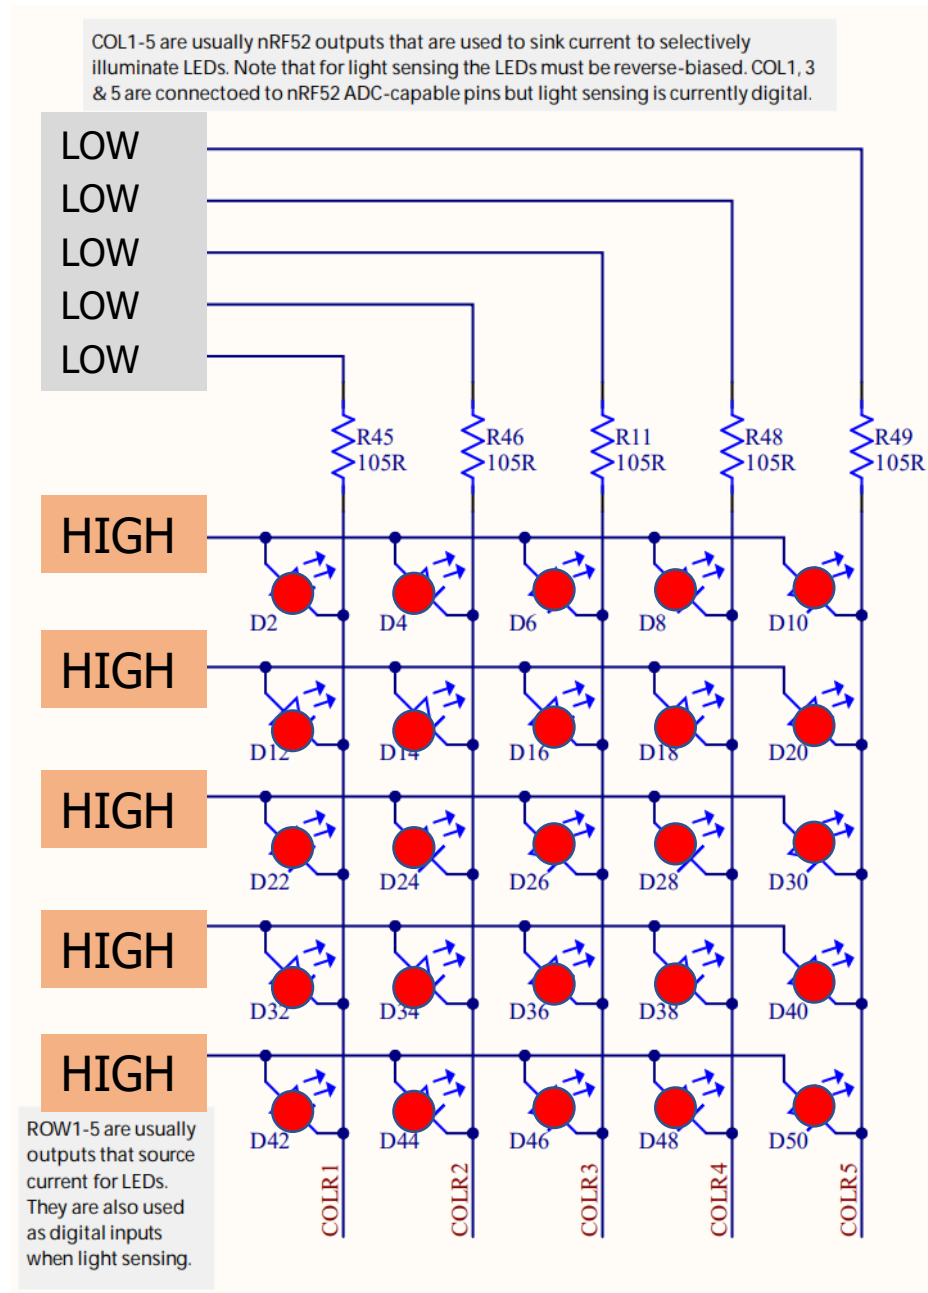 COL1-5 are usually nRF52 outputs that are used to sink current to selectively
illuminate LEDs. Note that for light sensing the LEDs must be reverse-biased. COL1, 3
& 5 are connectoed to nRF52 ADC-capable pins but light sensing is currently digital.
LOW
LOW
LOW
LOW
LOW
R45 R46 R11 R48 R49
105R 105R 105R 105R 105R
HIGH
D2 D4 D6 D8 D10
HIGH
D12 D14 D16 D18 D20
HIGH
D22 D24 D26 D28 D30
HIGH
D32 D34 D36 D38 D40
HIGH
D42 D44 D46 D48 D50
ROW1-5 are usually
outputs that source
current for LEDs.
They are also used
as digital inputs
when light sensing.
COLR1
COLR2
COLR3
COLR4
COLR5